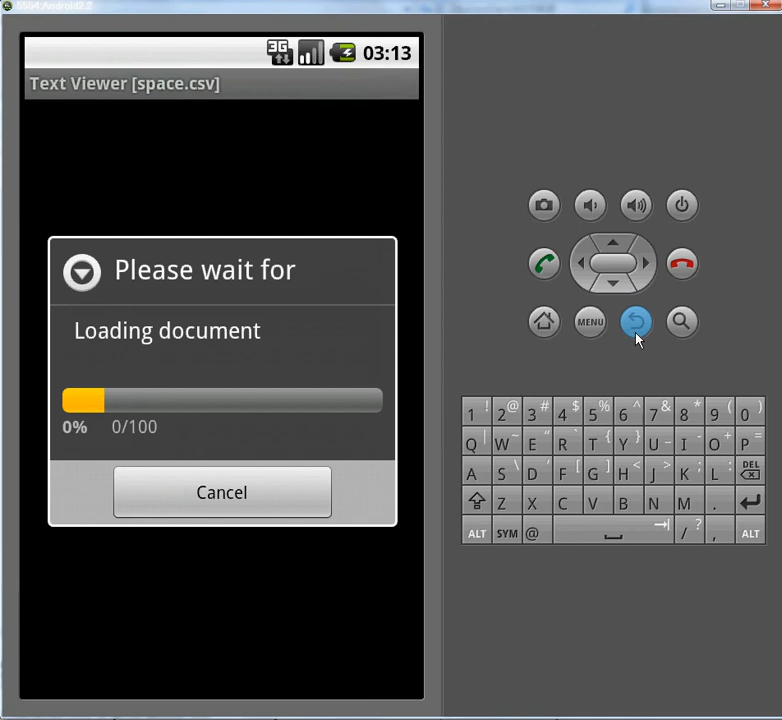 5554:Android2.2
3G 03:13
Text Viewer [space.csv]
Please wait for
Loading document
0% 0/100
Cancel
MENU
1 ! 2 @ 3 # 4 $ 5 % 6 ^ 7 & 8 * 9 ( 0 )
Q | W ~ E " R ` T { Y } U _ I - O + P =
A S \ D ' F [ G ] H < J > K ; L : DEL
Z X C V B N M .
ALT SYM @ / ? , ALT